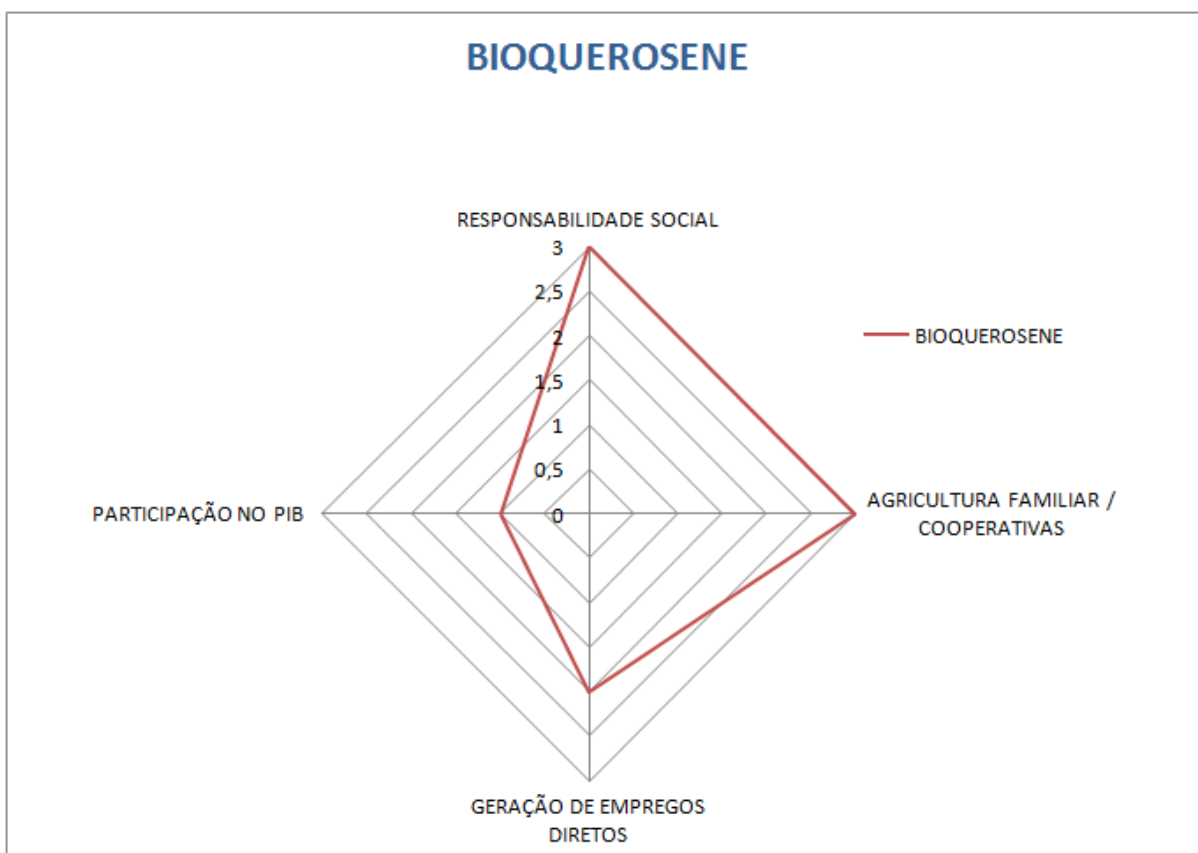 BIOQUEROSENE
RESPONSABILIDADE SOCIAL
3
2,5
2
1,5
1
0,5
0
BIOQUEROSENE
PARTICIPAÇÃO NO PIB
AGRICULTURA FAMILIAR /
COOPERATIVAS
GERAÇÃO DE EMPREGOS
DIRETOS